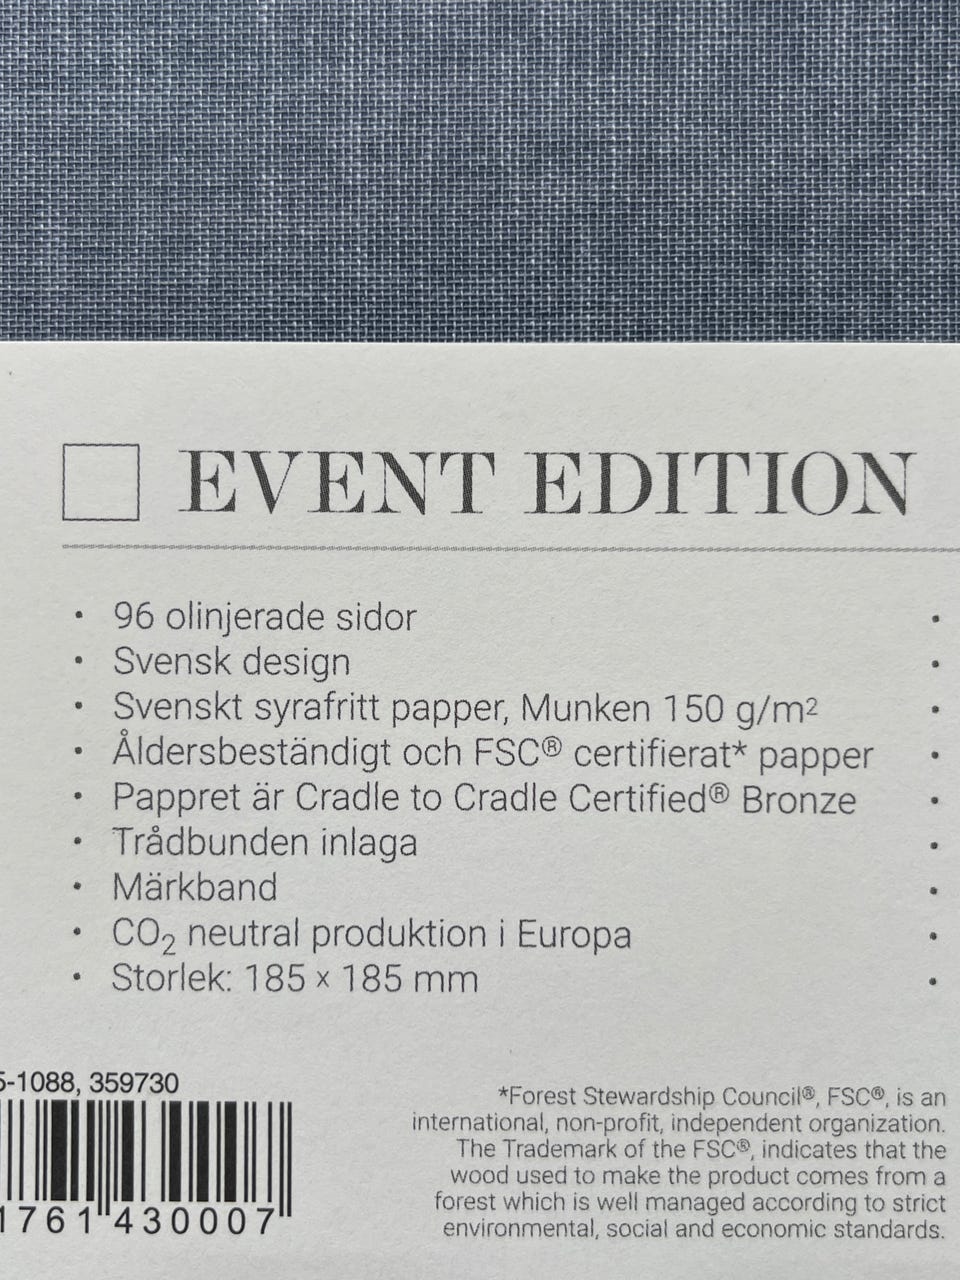 EVENT EDITION
• 96 olinjerade sidor
• Svensk design
• Svenskt syrafritt papper, Munken 150 g/m²
• Åldersbeständigt och FSC® certifierat* papper
• Pappret är Cradle to Cradle Certified® Bronze
• Trådbunden inlaga
• Märkband
• CO₂ neutral produktion i Europa
• Storlek: 185 × 185 mm
5-1088, 359730
1761 430007
*Forest Stewardship Council®, FSC®, is an
international, non-profit, independent organization.
The Trademark of the FSC®, indicates that the
wood used to make the product comes from a
forest which is well managed according to strict
environmental, social and economic standards.